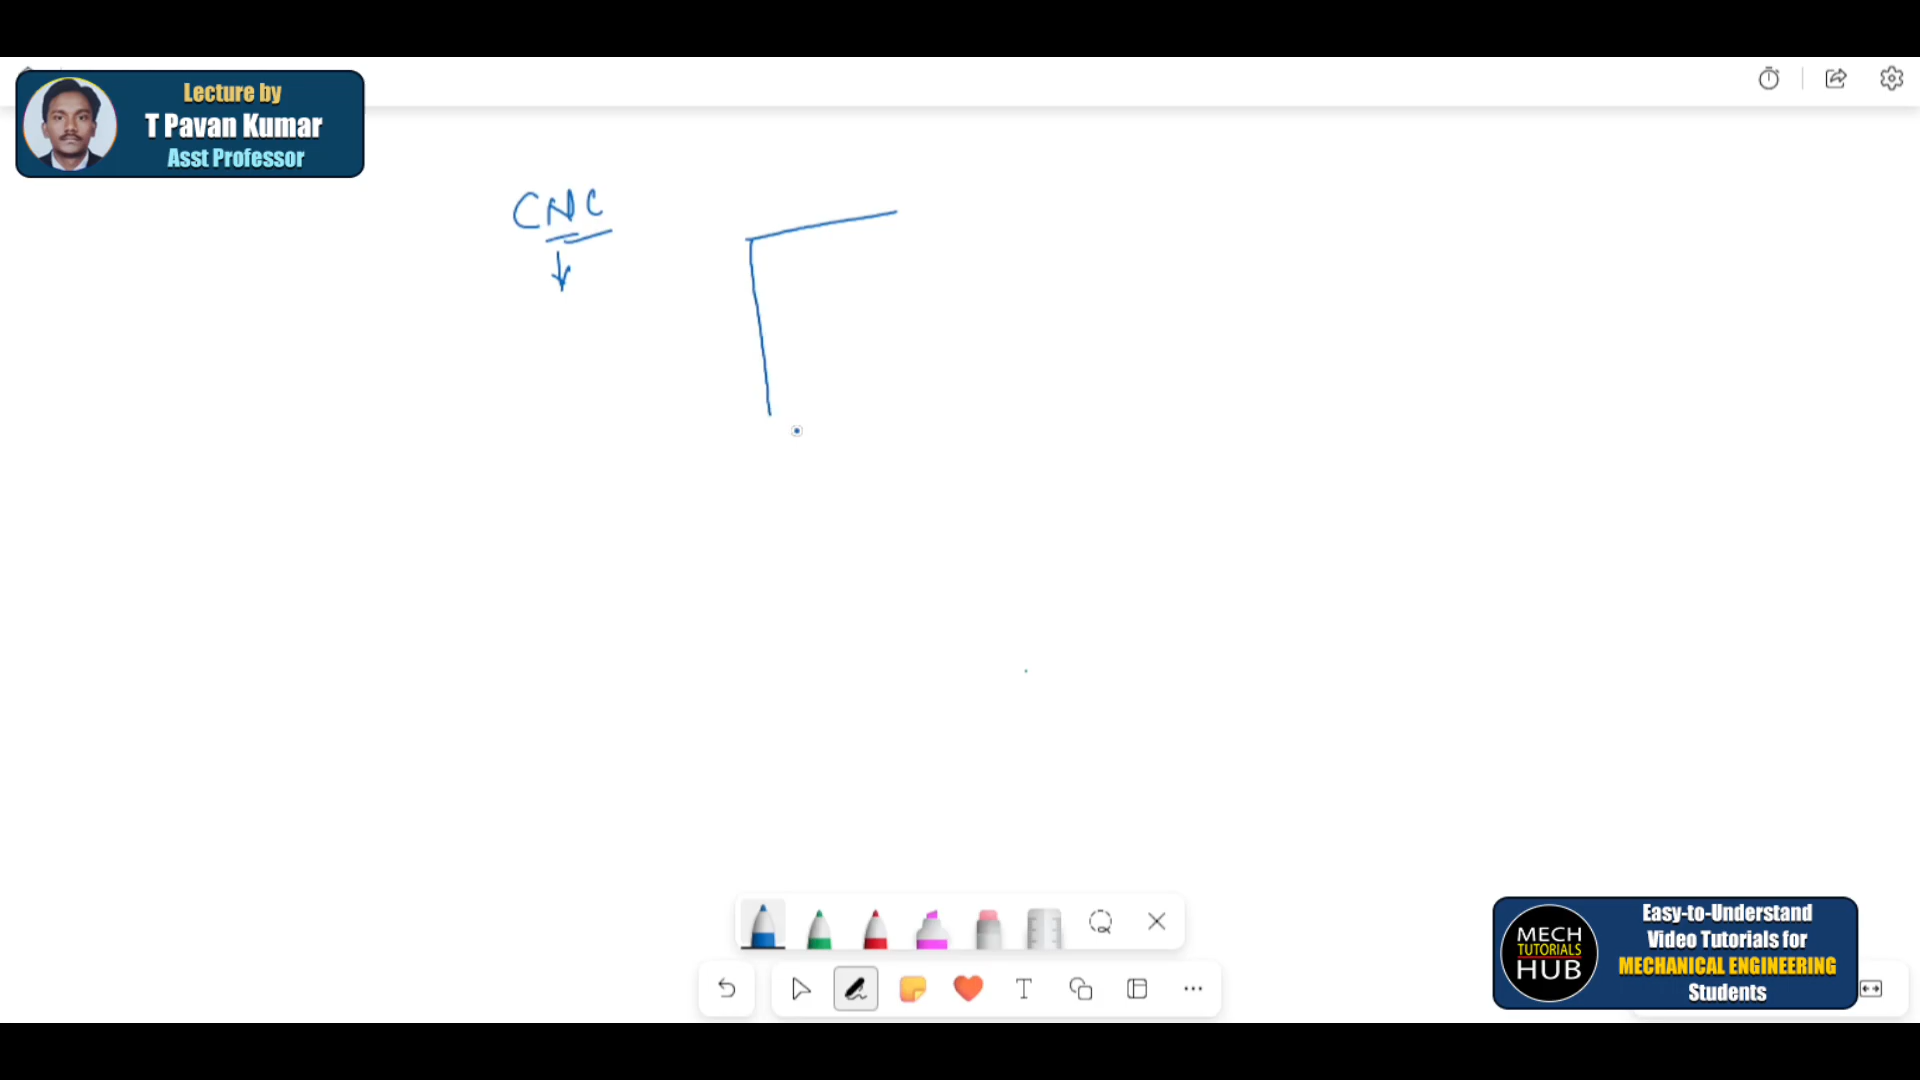 Lecture by
T Pavan Kumar
Asst Professor
CNC
T
MECH
TUTORIALS
HUB
Easy-to-Understand
Video Tutorials for
MECHANICAL ENGINEERING
Students